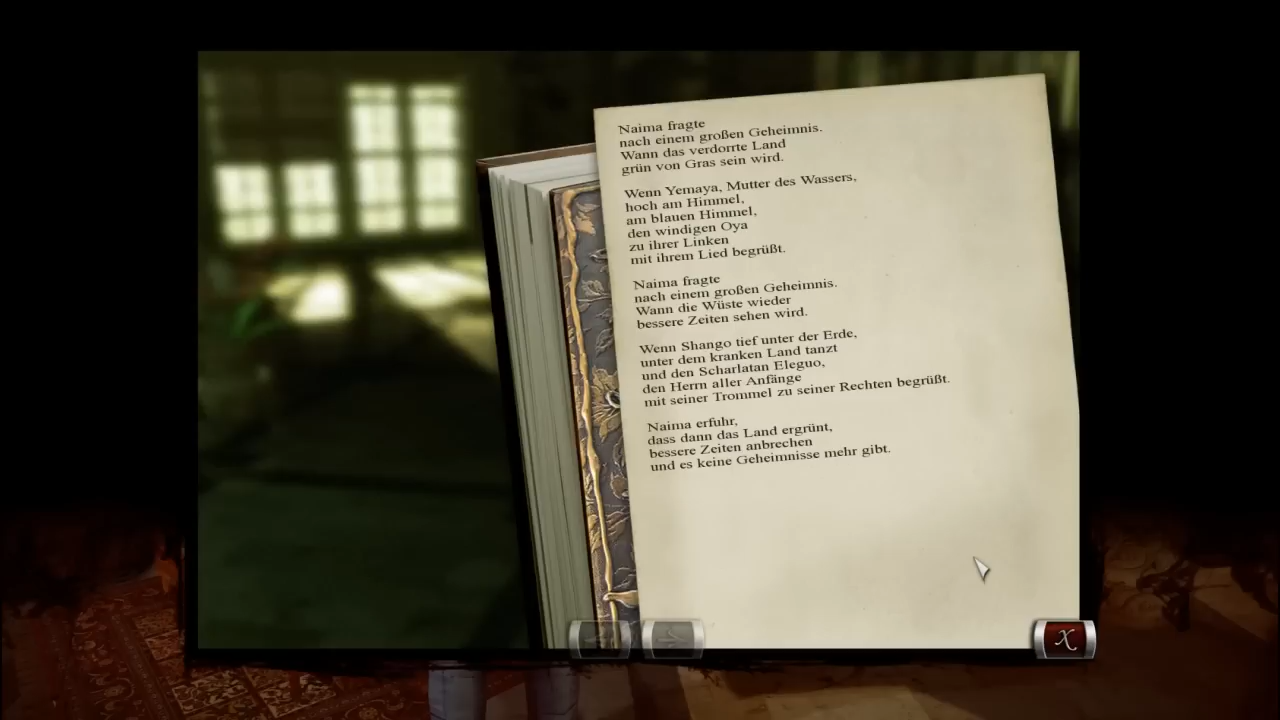 Naima fragte
nach einem großen Geheimnis.
Wann das verdorrte Land
grün von Gras sein wird.
Wenn Yemaya, Mutter des Wassers,
hoch am Himmel,
am blauen Himmel,
den windigen Oya
zu ihrer Linken
mit ihrem Lied begrüßt.
Naima fragte
nach einem großen Geheimnis.
Wann die Wüste wieder
bessere Zeiten sehen wird.
Wenn Shango tief unter der Erde,
unter dem kranken Land tanzt
und den Scharlatan Eleguo,
den Herrn aller Anfänge
mit seiner Trommel zu seiner Rechten begrüßt.
Naima erfuhr,
dass dann das Land ergrünt,
bessere Zeiten anbrechen
und es keine Geheimnisse mehr gibt.
X